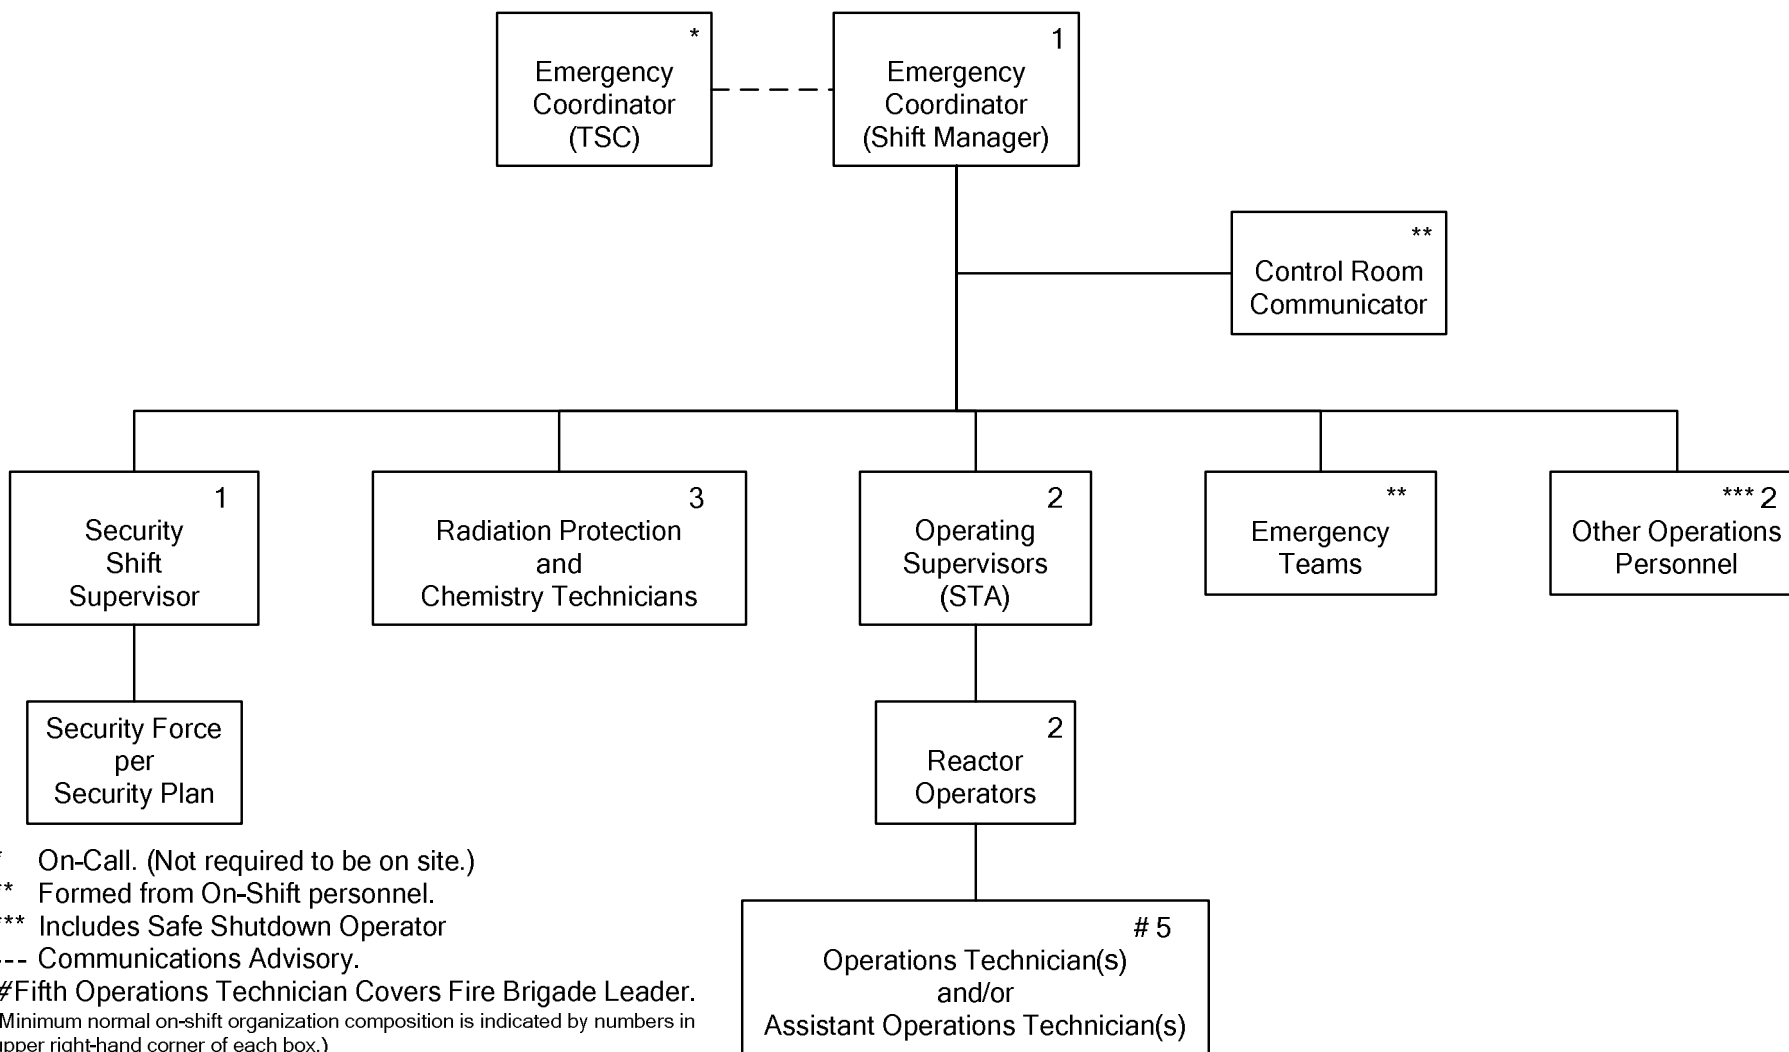 *
Emergency
Coordinator
(TSC)
1
Emergency
Coordinator
(Shift Manager)
**
Control Room
Communicator
1
Security
Shift
Supervisor
3
Radiation Protection
and
Chemistry Technicians
2
Operating
Supervisors
(STA)
**
Emergency
Teams
*** 2
Other Operations
Personnel
Security Force
per
Security Plan
2
Reactor
Operators
# 5
Operations Technician(s)
and/or
Assistant Operations Technician(s)
* On-Call. (Not required to be on site.)
** Formed from On-Shift personnel.
*** Includes Safe Shutdown Operator
--- Communications Advisory.
#Fifth Operations Technician Covers Fire Brigade Leader.
Minimum normal on-shift organization composition is indicated by numbers in
upper right-hand corner of each box.)